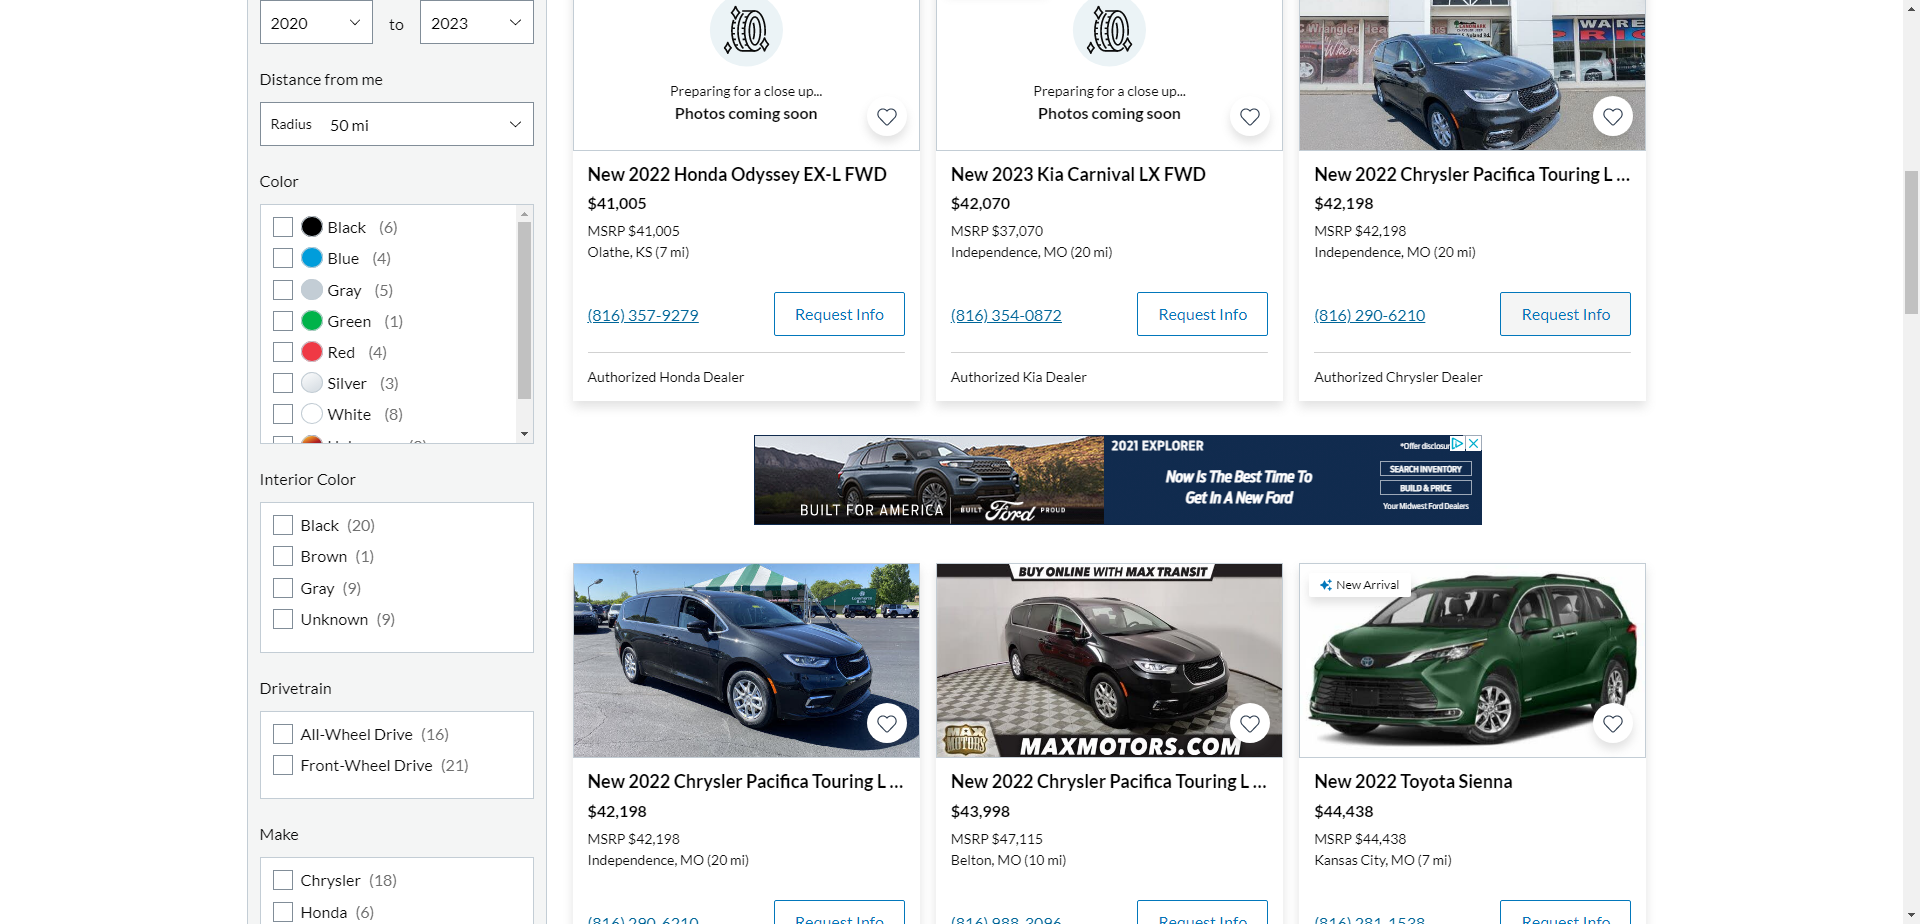 2020
to
2023
Distance from me
Radius 50 mi
Color
Black (6)
Blue (4)
Gray (5)
Green (1)
Red (4)
Silver (3)
White (8)
Interior Color
Black (20)
Brown (1)
Gray (9)
Unknown (9)
Drivetrain
All-Wheel Drive (16)
Front-Wheel Drive (21)
Make
Chrysler (18)
Honda (6)
Preparing for a close up...
Photos coming soon
New 2022 Honda Odyssey EX-L FWD
$41,005
MSRP $41,005
Olathe, KS (7 mi)
(816) 357-9279
Request Info
Authorized Honda Dealer
Preparing for a close up...
Photos coming soon
New 2023 Kia Carnival LX FWD
$42,070
MSRP $37,070
Independence, MO (20 mi)
(816) 354-0872
Request Info
Authorized Kia Dealer
LANDMARK
New 2022 Chrysler Pacifica Touring L ...
$42,198
MSRP $42,198
Independence, MO (20 mi)
(816) 290-6210
Request Info
Authorized Chrysler Dealer
BUILT FOR AMERICA
BUILT Ford PROUD
2021 EXPLORER
Now Is The Best Time To
Get In A New Ford
*Offer disclosur
SEARCH INVENTORY
BUILD & PRICE
Your Midwest Ford Dealers
New 2022 Chrysler Pacifica Touring L ...
$42,198
MSRP $42,198
Independence, MO (20 mi)
(816) 290-6210
Request Info
BUY ONLINE WITH MAX TRANSIT
MAX
MOTORS
MAXMOTORS.COM
New 2022 Chrysler Pacifica Touring L ...
$43,998
MSRP $47,115
Belton, MO (10 mi)
(816) 988-3096
Request Info
New Arrival
New 2022 Toyota Sienna
$44,438
MSRP $44,438
Kansas City, MO (7 mi)
(816) 281-1538
Request Info